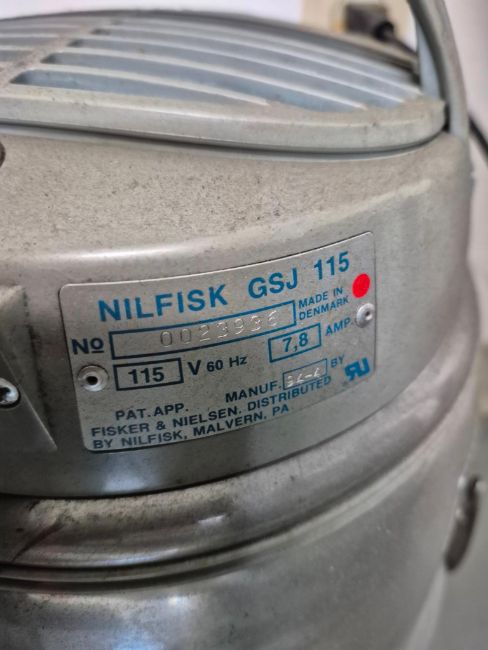 NILFISK GSJ 115
No 0023936 MADE IN DENMARK
115 V 60 Hz 7,8 AMP.
PAT. APP. MANUF. BY
FISKER & NIELSEN. DISTRIBUTED
BY NILFISK, MALVERN, PA